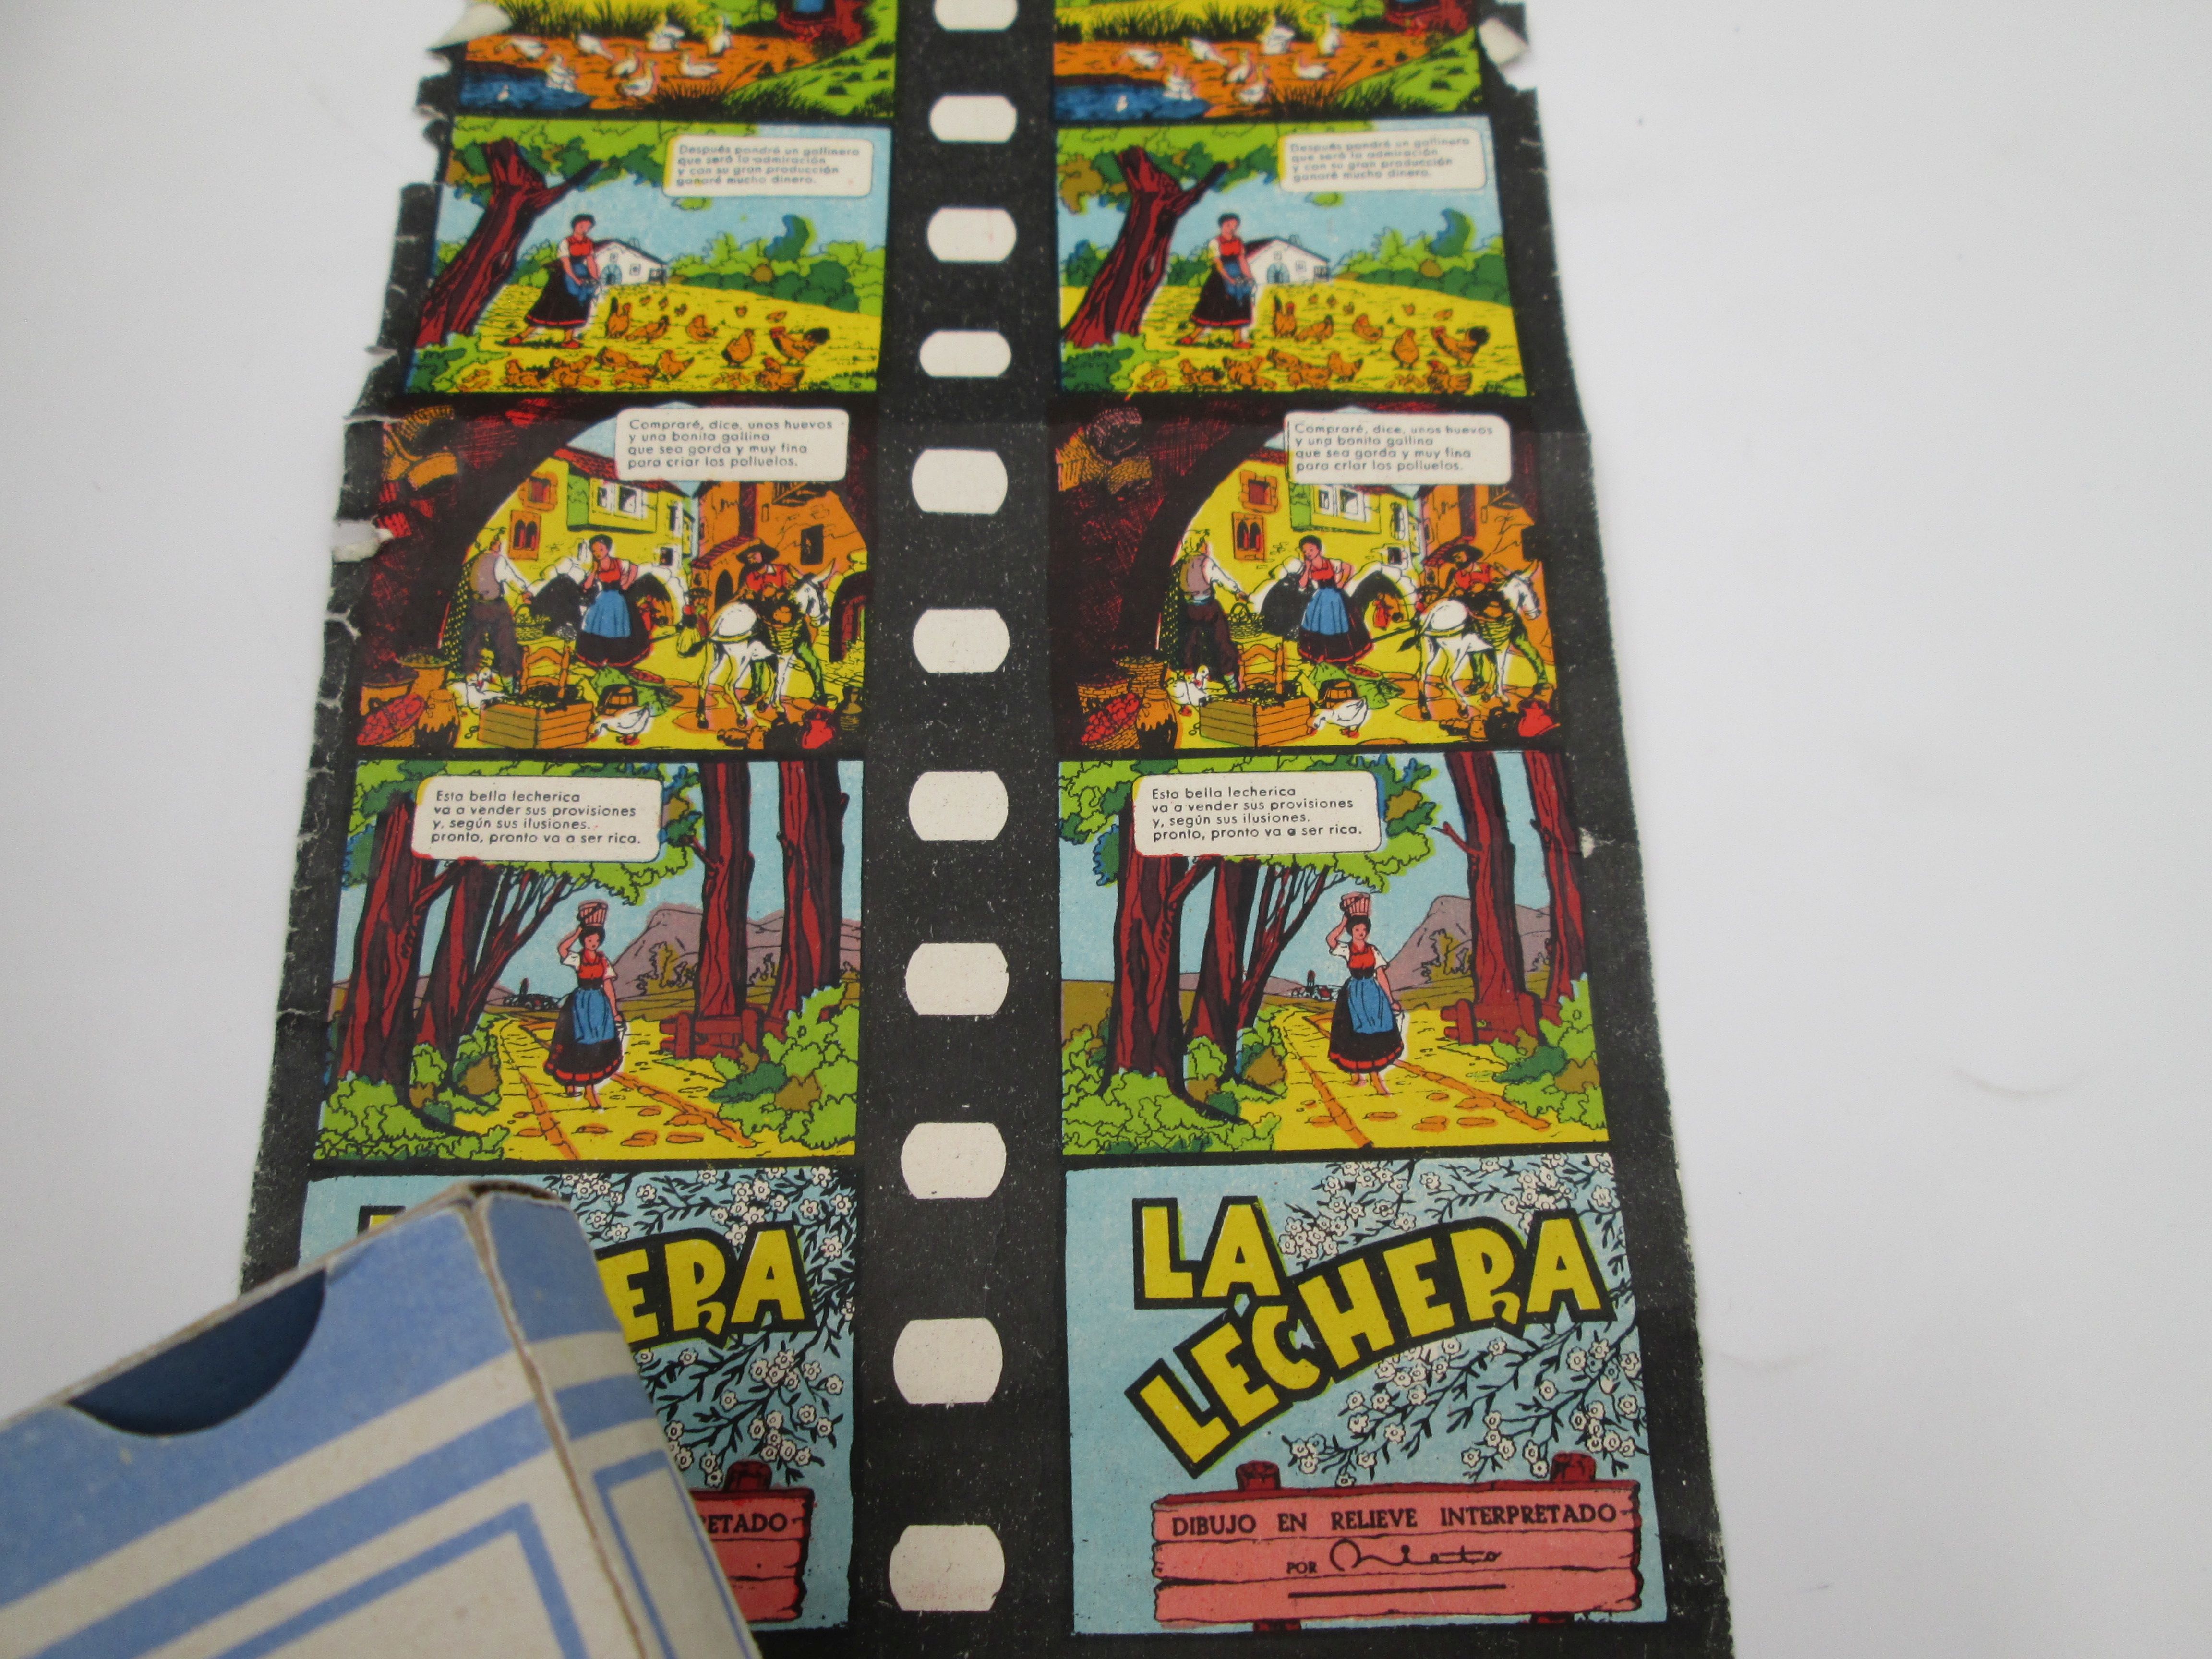 Después pondré un gallinero
que será la admiración
y con su gran producción
ganaré mucho dinero.
Después pondré un gallinero
que será la admiración
y con su gran producción
ganaré mucho dinero.
Compraré, dice, unos huevos
y una bonita gallina
que sea gorda y muy fina
para criar los polluelos.
Compraré, dice, unos huevos
y una bonita gallina
que sea gorda y muy fina
para criar los polluelos.
Esta bella lecherica
va a vender sus provisiones
y, según sus ilusiones.
pronto, pronto va a ser rica.
Esta bella lecherica
va a vender sus provisiones
y, según sus ilusiones.
pronto, pronto va a ser rica.
ERA
ETADO
LA
LECHERA
DIBUJO EN RELIEVE INTERPRETADO
POR Nieto